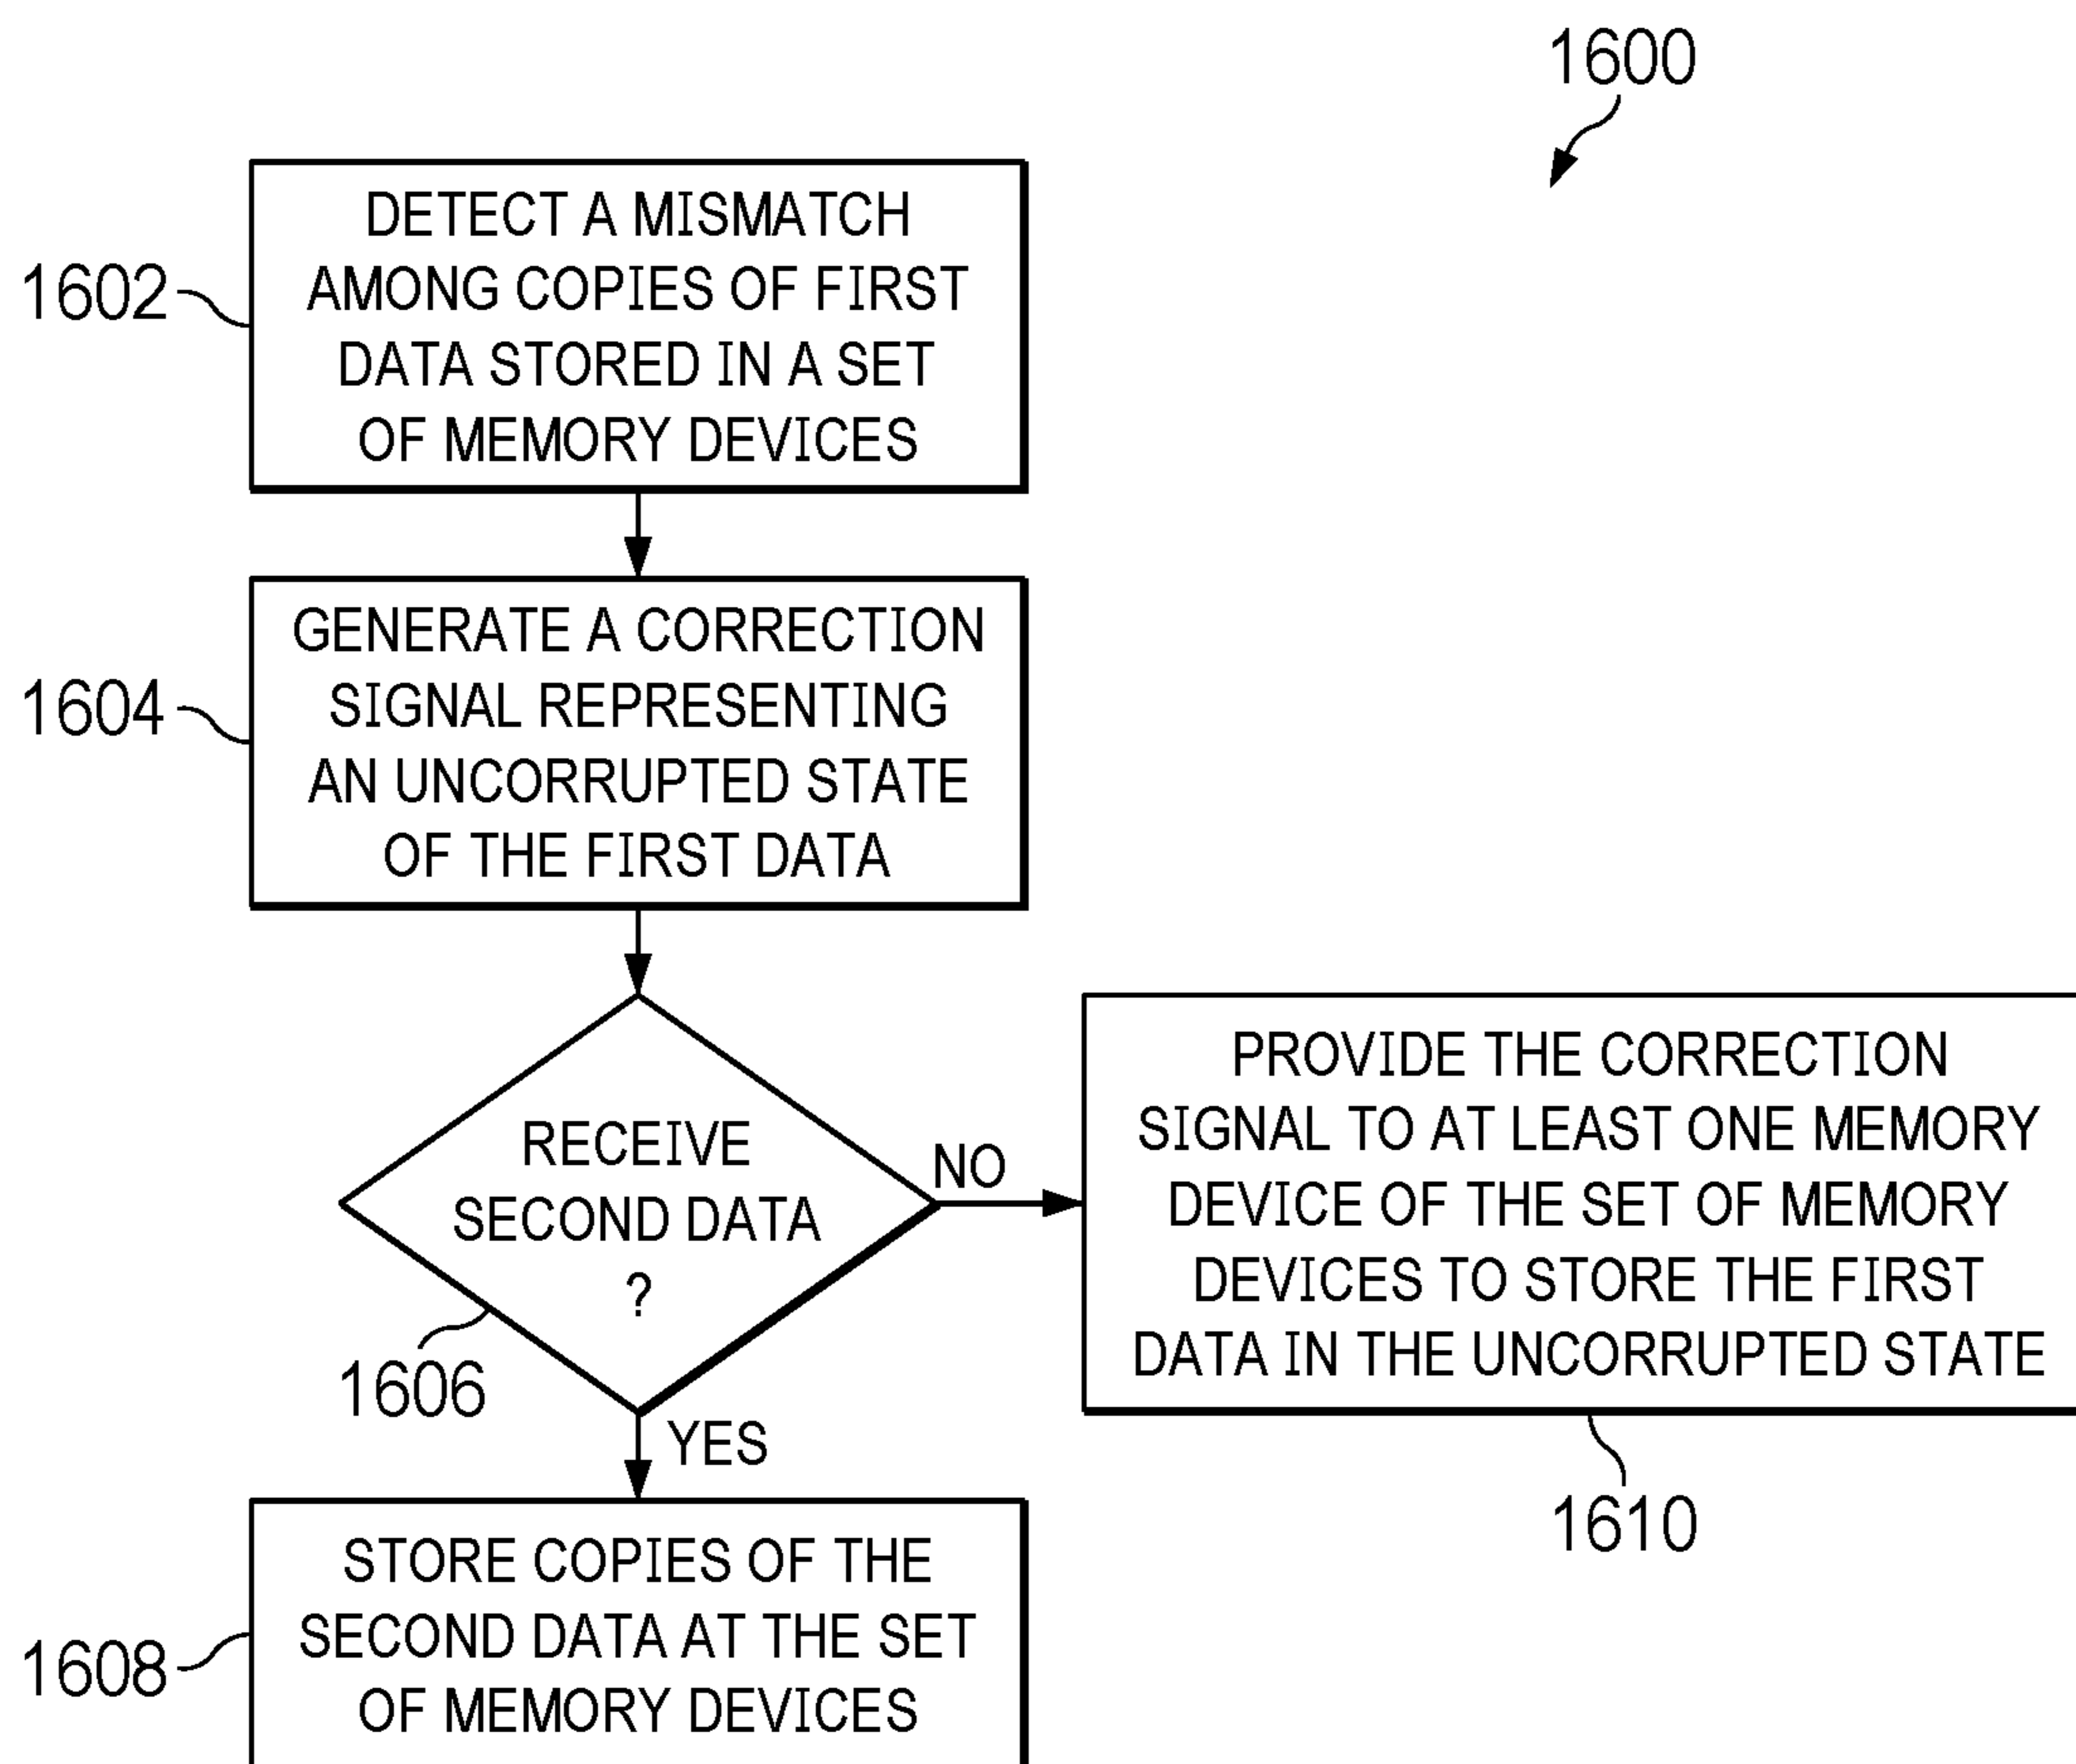 1600
1602
DETECT A MISMATCH
AMONG COPIES OF FIRST
DATA STORED IN A SET
OF MEMORY DEVICES
1604
GENERATE A CORRECTION
SIGNAL REPRESENTING
AN UNCORRUPTED STATE
OF THE FIRST DATA
RECEIVE
SECOND DATA
?
1606
NO
YES
PROVIDE THE CORRECTION
SIGNAL TO AT LEAST ONE MEMORY
DEVICE OF THE SET OF MEMORY
DEVICES TO STORE THE FIRST
DATA IN THE UNCORRUPTED STATE
1610
1608
STORE COPIES OF THE
SECOND DATA AT THE SET
OF MEMORY DEVICES